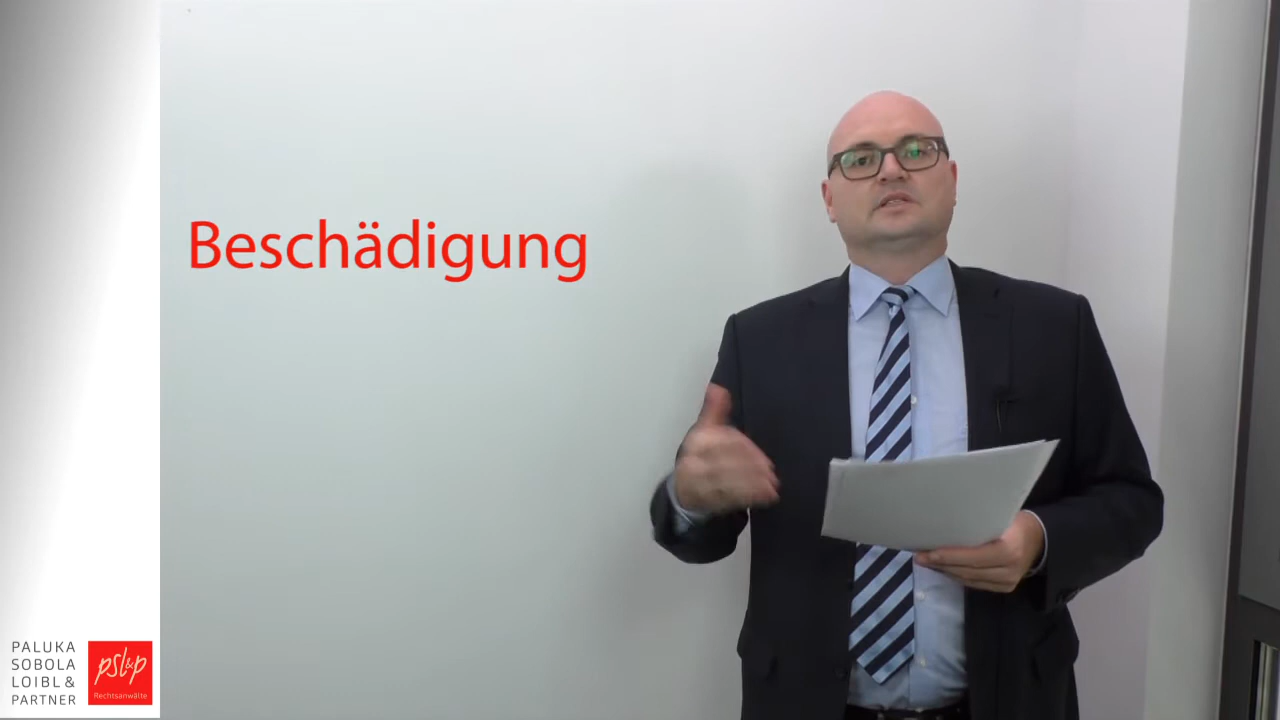 Beschädigung
PALUKA
SOBOLA
LOIBL &
PARTNER
psl&p
Rechtsanwälte